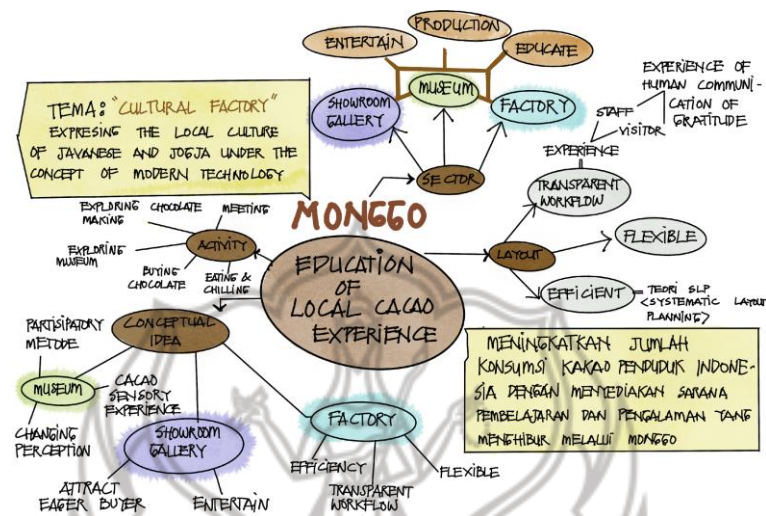 PRODUCTION
ENTERTAIN
EDUCATE
MUSEUM
SHOWROOM
GALLERY
FACTORY
SECTOR
EXPERIENCE OF
HUMAN COMMUNI-
CATION OF
GRATITUDE
STAFF
VISITOR
EXPERIENCE
TRANSPARENT
WORKFLOW
FLEXIBLE
LAYOUT
EFFICIENT
TEORI SLP
<SYSTEMATIC LAYOUT
PLANNING>
TEMA: "CULTURAL FACTORY"
EXPRESING THE LOCAL CULTURE
OF JAVANESE AND JOGJA UNDER THE
CONCEPT OF MODERN TECHNOLOGY
MONGGO
EDUCATION
OF
LOCAL CACAO
EXPERIENCE
EXPLORING CHOCOLATE
MAKING
MEETING
ACTIVITY
EXPLORING
MUSEUM
BUYING
CHOCOLATE
EATING &
CHILLING
CONCEPTUAL
IDEA
PARTISIPATORY
METODE
MUSEUM
CACAO
SENSORY
EXPERIENCE
CHANGING
PERCEPTION
SHOWROOM
GALLERY
ATTRACT
EAGER BUYER
ENTERTAIN
FACTORY
EFFICIENCY
TRANSPARENT
WORKFLOW
FLEXIBLE
MENINGKATKAN JUMLAH
KONSUMSI KAKAO PENDUDUK INDONE-
SIA DENGAN MENYEDIAKAN SARANA
PEMBELAJARAN DAN PENGALAMAN YANG
MENGHIBUR MELALUI MONGGO